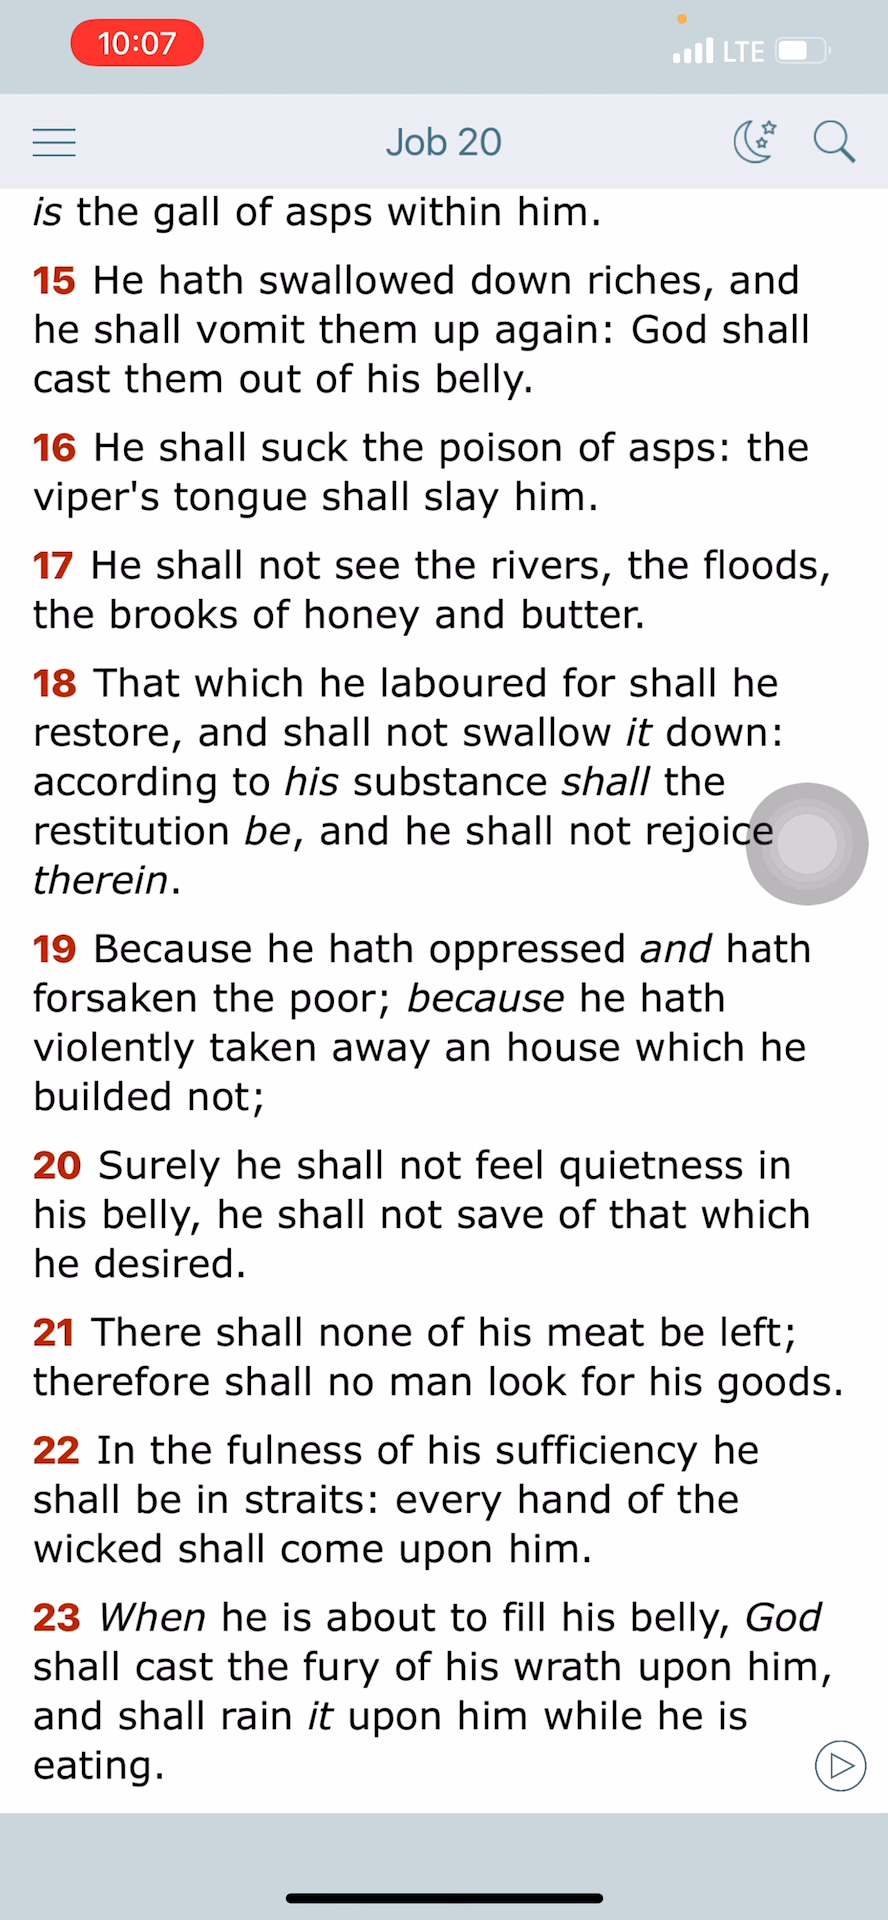 10:07
LTE
Job 20
is the gall of asps within him.
15 He hath swallowed down riches, and
he shall vomit them up again: God shall
cast them out of his belly.
16 He shall suck the poison of asps: the
viper's tongue shall slay him.
17 He shall not see the rivers, the floods,
the brooks of honey and butter.
18 That which he laboured for shall he
restore, and shall not swallow it down:
according to his substance shall the
restitution be, and he shall not rejoice
therein.
19 Because he hath oppressed and hath
forsaken the poor; because he hath
violently taken away an house which he
builded not;
20 Surely he shall not feel quietness in
his belly, he shall not save of that which
he desired.
21 There shall none of his meat be left;
therefore shall no man look for his goods.
22 In the fulness of his sufficiency he
shall be in straits: every hand of the
wicked shall come upon him.
23 When he is about to fill his belly, God
shall cast the fury of his wrath upon him,
and shall rain it upon him while he is
eating.